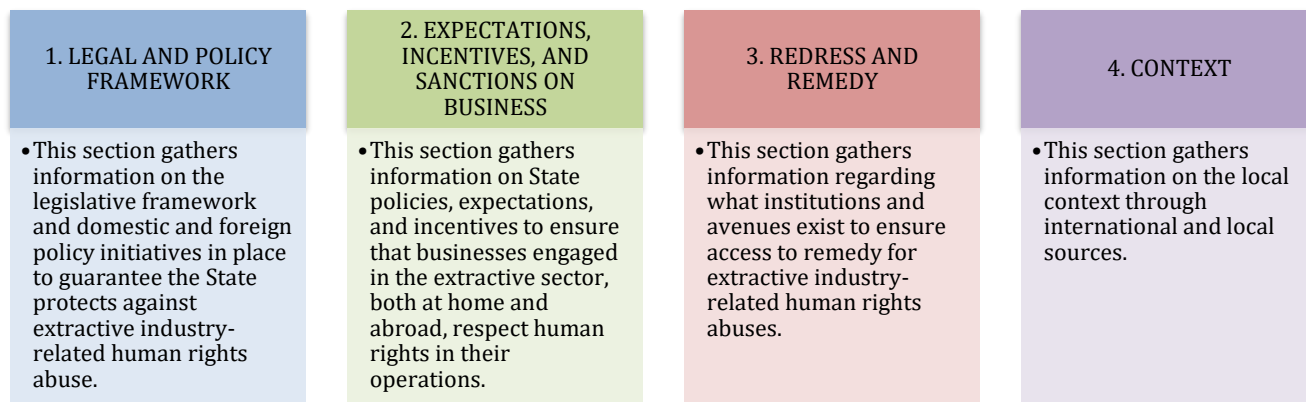 1. LEGAL AND POLICY
FRAMEWORK
•This section gathers
information on the
legislative framework
and domestic and foreign
policy initiatives in place
to guarantee the State
protects against
extractive industry-
related human rights
abuse.
2. EXPECTATIONS,
INCENTIVES, AND
SANCTIONS ON
BUSINESS
•This section gathers
information on State
policies, expectations,
and incentives to ensure
that businesses engaged
in the extractive sector,
both at home and
abroad, respect human
rights in their
operations.
3. REDRESS AND
REMEDY
•This section gathers
information regarding
what institutions and
avenues exist to ensure
access to remedy for
extractive industry-
related human rights
abuses.
4. CONTEXT
•This section gathers
information on the local
context through
international and local
sources.